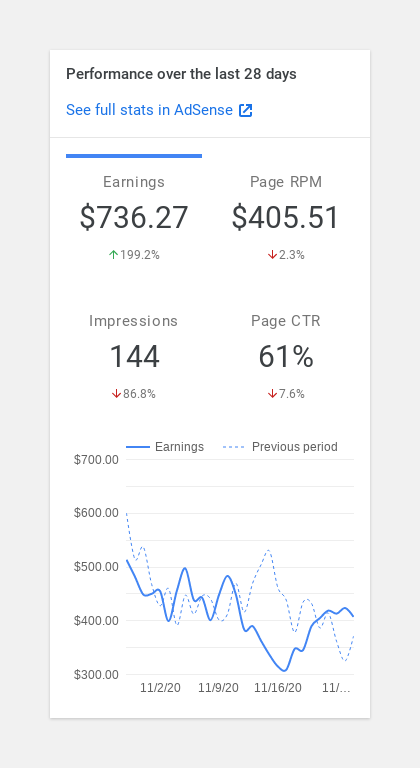 Performance over the last 28 days
See full stats in AdSense
Earnings Page RPM
$736.27 $405.51
↑199.2% ↓2.3%
Impressions Page CTR
144 61%
↓86.8% ↓7.6%
Earnings Previous period
$700.00
$600.00
$500.00
$400.00
$300.00
11/2/20 11/9/20 11/16/20 11/…